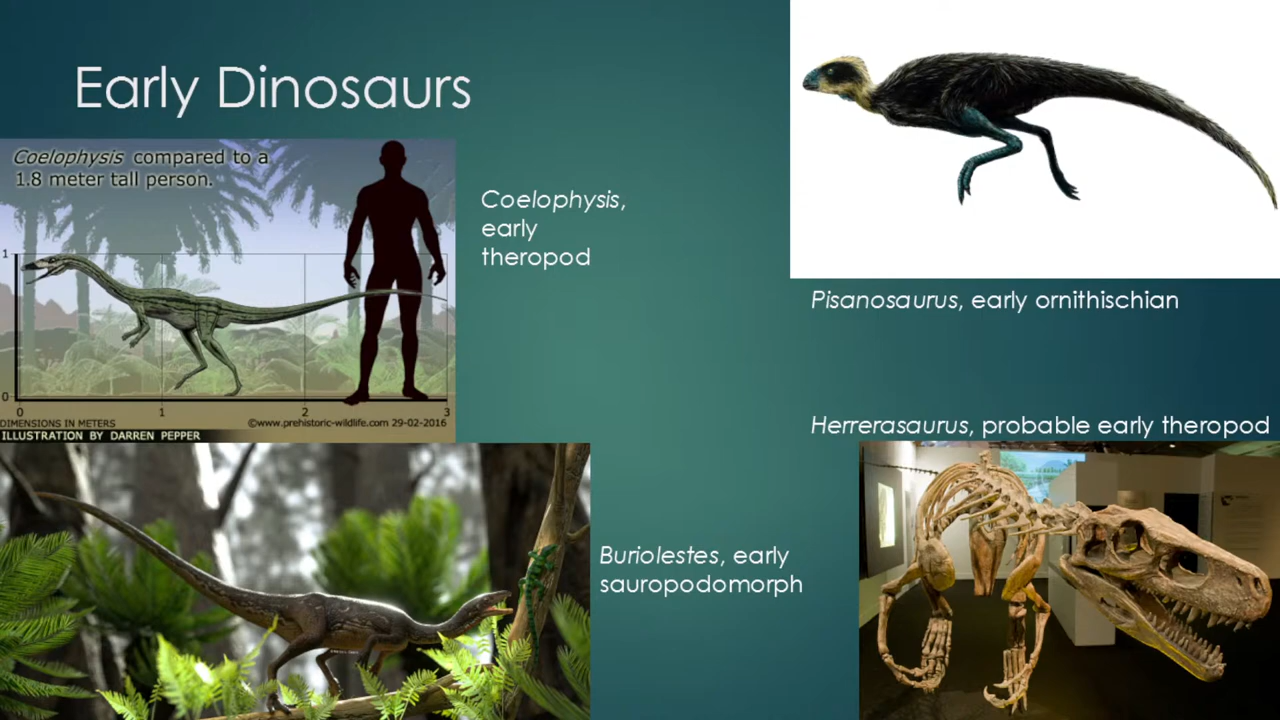 Early Dinosaurs
Coelophysis compared to a
1.8 meter tall person.
1
0
0
1
2
3
DIMENSIONS IN METERS
©www.prehistoric-wildlife.com 29-02-2016
ILLUSTRATION BY DARREN PEPPER
Coelophysis,
early
theropod
Pisanosaurus, early ornithischian
Herrerasaurus, probable early theropod
Buriolestes, early
sauropodomorph